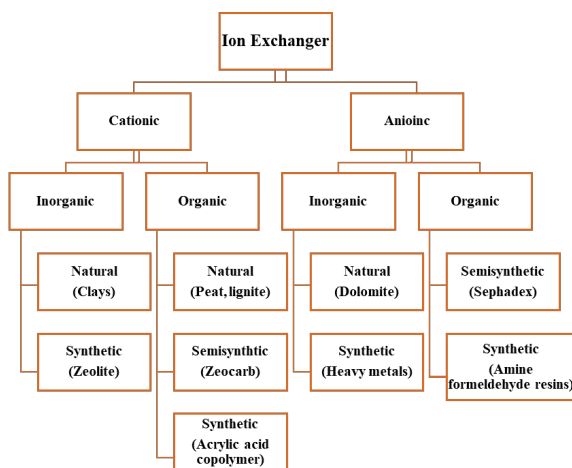 Ion Exchanger
Cationic
Anioinc
Inorganic
Organic
Inorganic
Organic
Natural
(Clays)
Natural
(Peat, lignite)
Natural
(Dolomite)
Semisynthetic
(Sephadex)
Synthetic
(Zeolite)
Semisynthtic
(Zeocarb)
Synthetic
(Heavy metals)
Synthetic
(Amine
formeldehyde resins)
Synthetic
(Acrylic acid
copolymer)